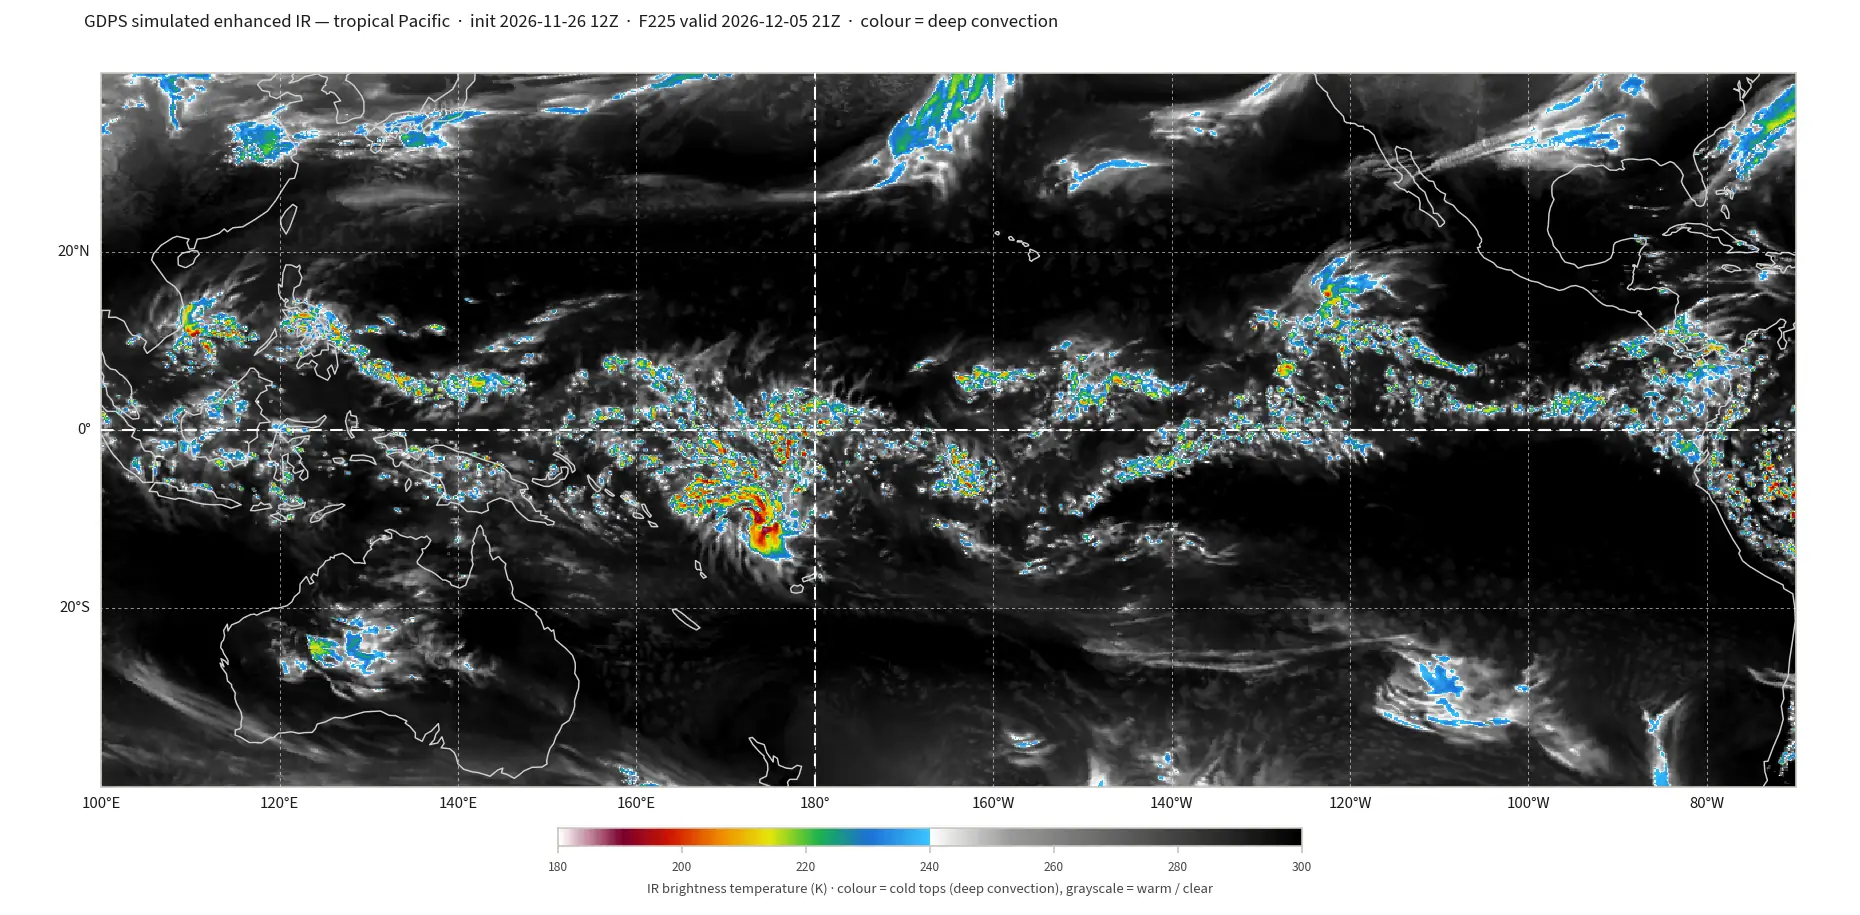 GDPS simulated enhanced IR — tropical Pacific · init 2026-11-26 12Z · F225 valid 2026-12-05 21Z · colour = deep convection
20°N
0°
20°S
100°E 120°E 140°E 160°E 180° 160°W 140°W 120°W 100°W 80°W
180 200 220 240 260 280 300
IR brightness temperature (K) · colour = cold tops (deep convection), grayscale = warm / clear